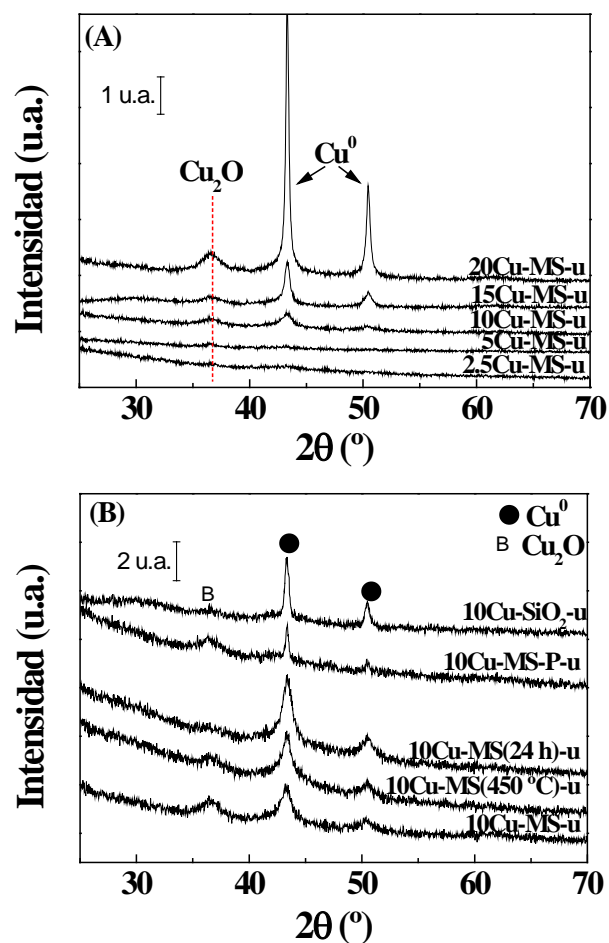 (A)
1 u.a.
Cu₂O
Cu⁰
20Cu-MS-u
15Cu-MS-u
10Cu-MS-u
5Cu-MS-u
2.5Cu-MS-u
Intensidad (u.a.)
30 40 50 60 70
2θ (º)
(B)
Cu⁰
B Cu₂O
2 u.a.
B
10Cu-SiO₂-u
10Cu-MS-P-u
10Cu-MS(24 h)-u
10Cu-MS(450 ºC)-u
10Cu-MS-u
Intensidad (u.a.)
30 40 50 60 70
2θ (º)